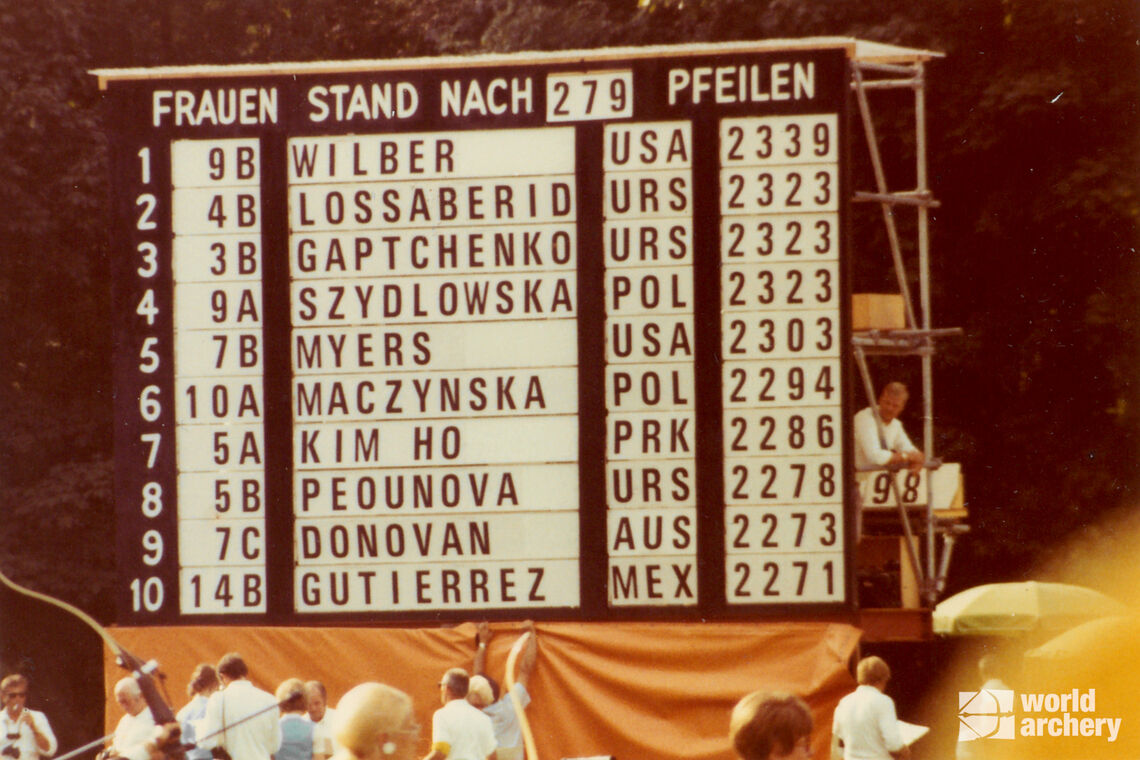 FRAUEN STAND NACH 279 PFEILEN
1 9B WILBER USA 2339
2 4B LOSSABERID URS 2323
3 3B GAPTCHENKO URS 2323
4 9A SZYDLOWSKA POL 2323
5 7B MYERS USA 2303
6 10A MACZYNSKA POL 2294
7 5A KIM HO PRK 2286
8 5B PEOUNOVA URS 2278
9 7C DONOVAN AUS 2273
10 14B GUTIERREZ MEX 2271
98
world
archery